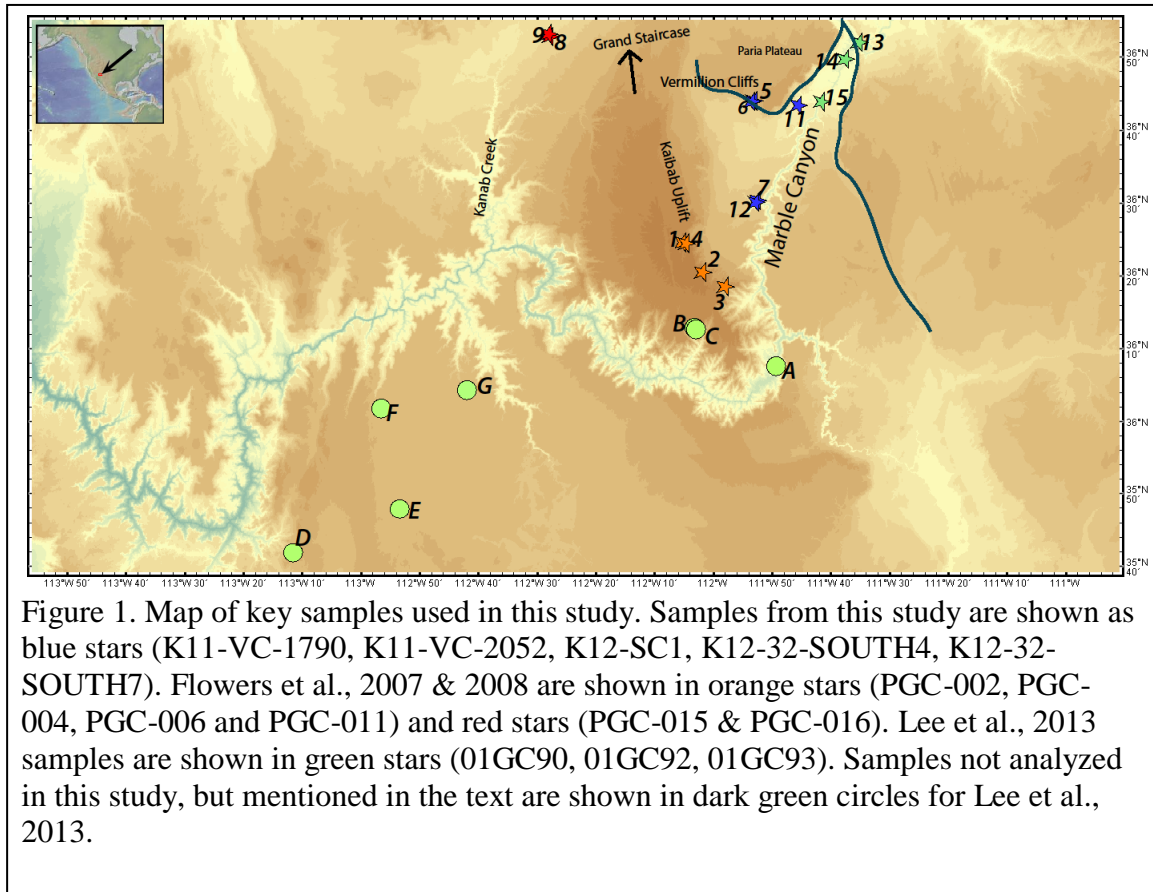 9 8
Grand Staircase
Paria Plateau
13
14
36°N
50´
Vermillion Cliffs
5
6
11
15
36°N
40´
Kanab Creek
Kaibab Uplift
Marble Canyon
7
12
36°N
30´
1 4
2
3
36°N
20´
B
C
36°N
10´
A
G
F
36°N
E
35°N
50´
D
35°N
40´
113°W 50´ 113°W 40´ 113°W 30´ 113°W 20´ 113°W 10´ 113°W 112°W 50´ 112°W 40´ 112°W 30´ 112°W 20´ 112°W 10´ 112°W 111°W 50´ 111°W 40´ 111°W 30´ 111°W 20´ 111°W 10´ 111°W
Figure 1. Map of key samples used in this study. Samples from this study are shown as
blue stars (K11-VC-1790, K11-VC-2052, K12-SC1, K12-32-SOUTH4, K12-32-
SOUTH7). Flowers et al., 2007 & 2008 are shown in orange stars (PGC-002, PGC-
004, PGC-006 and PGC-011) and red stars (PGC-015 & PGC-016). Lee et al., 2013
samples are shown in green stars (01GC90, 01GC92, 01GC93). Samples not analyzed
in this study, but mentioned in the text are shown in dark green circles for Lee et al.,
2013.